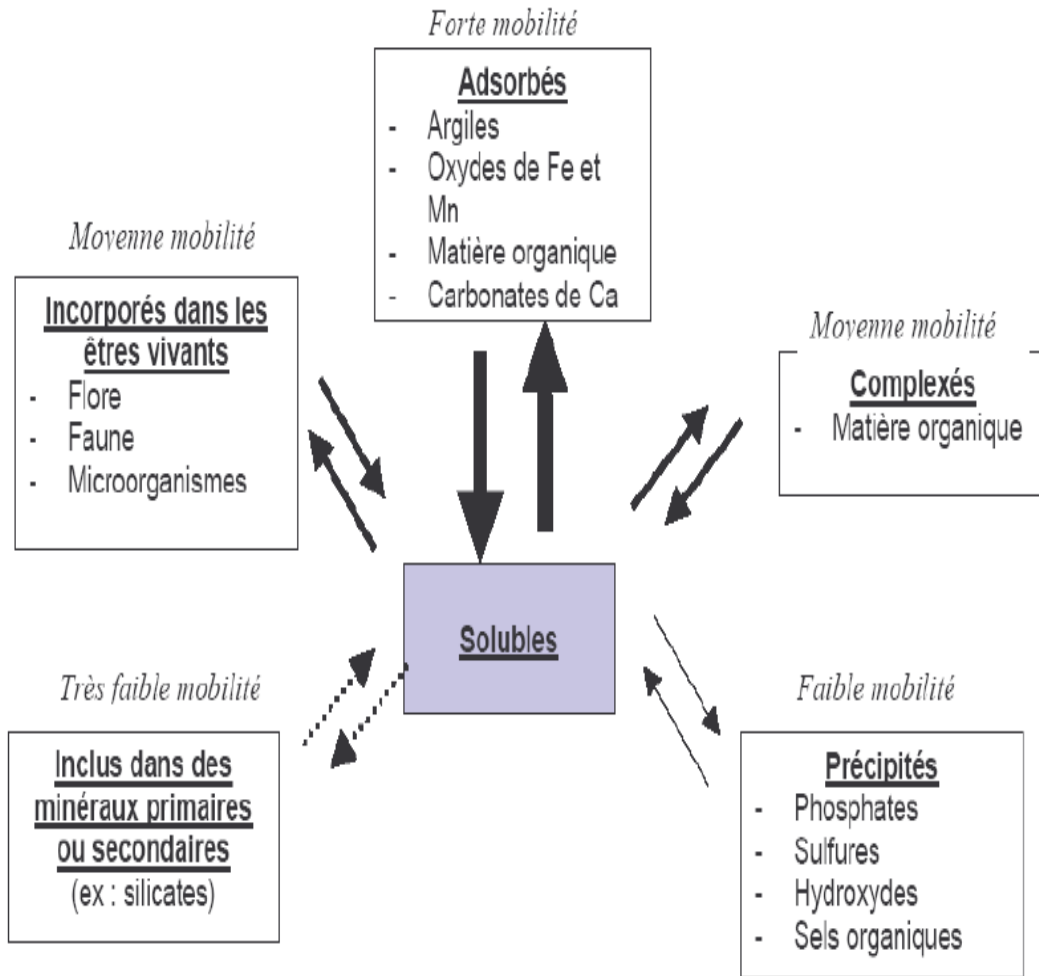 Forte mobilité
Adsorbés
- Argiles
- Oxydes de Fe et
Mn
- Matière organique
- Carbonates de Ca
Moyenne mobilité
Incorporés dans les
êtres vivants
- Flore
- Faune
- Microorganismes
Moyenne mobilité
Complexés
- Matière organique
Solubles
Très faible mobilité
Inclus dans des
minéraux primaires
ou secondaires
(ex : silicates)
Faible mobilité
Précipités
- Phosphates
- Sulfures
- Hydroxydes
- Sels organiques